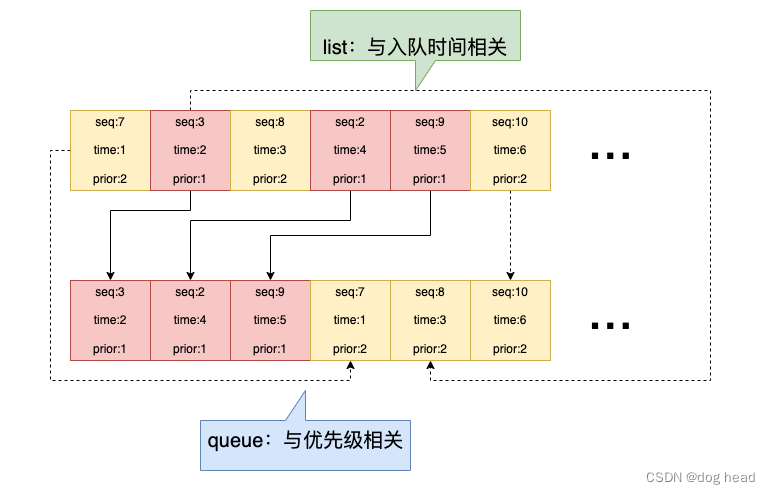 list：与入队时间相关
seq:7
time:1
prior:2
seq:3
time:2
prior:1
seq:8
time:3
prior:2
seq:2
time:4
prior:1
seq:9
time:5
prior:1
seq:10
time:6
prior:2
...
seq:3
time:2
prior:1
seq:2
time:4
prior:1
seq:9
time:5
prior:1
seq:7
time:1
prior:2
seq:8
time:3
prior:2
seq:10
time:6
prior:2
...
queue：与优先级相关
CSDN @dog head